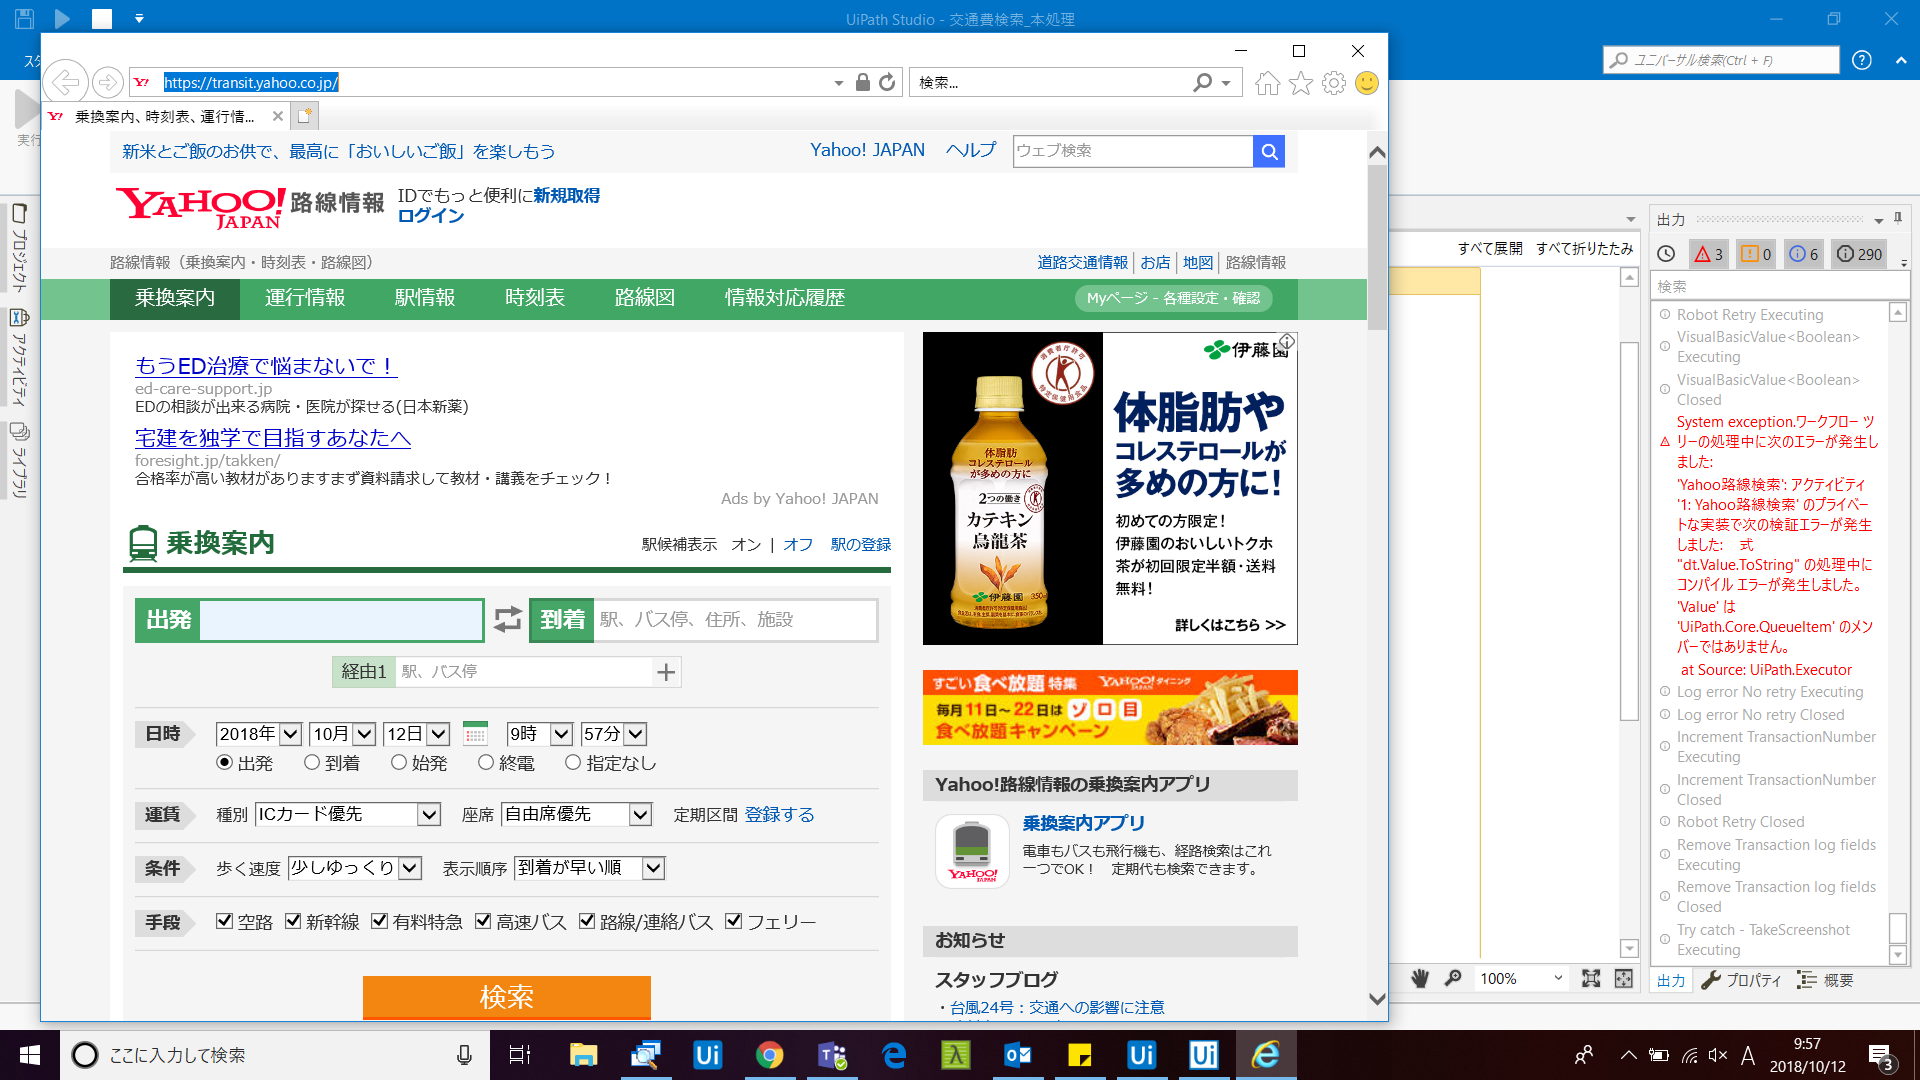 UiPath Studio - 交通費検索_本処理
ユニバーサル検索(Ctrl + F)
https://transit.yahoo.co.jp/
検索...
乗換案内、時刻表、運行情...
実行
新米とご飯のお供で、最高に「おいしいご飯」を楽しもう
Yahoo! JAPAN ヘルプ
ウェブ検索
YAHOO! JAPAN 路線情報
IDでもっと便利に新規取得
ログイン
路線情報（乗換案内・時刻表・路線図）
道路交通情報 お店 地図 路線情報
乗換案内 運行情報 駅情報 時刻表 路線図 情報対応履歴
Myページ - 各種設定・確認
もうED治療で悩まないで！
ed-care-support.jp
EDの相談が出来る病院・医院が探せる(日本新薬)
宅建を独学で目指すあなたへ
foresight.jp/takken/
合格率が高い教材がありますまず資料請求して教材・講義をチェック！
Ads by Yahoo! JAPAN
乗換案内
駅候補表示 オン | オフ 駅の登録
出発
到着 駅、バス停、住所、施設
経由1 駅、バス停
日時 2018年 10月 12日 9時 57分
出発 到着 始発 終電 指定なし
運賃 種別 ICカード優先 座席 自由席優先 定期区間 登録する
条件 歩く速度 少しゆっくり 表示順序 到着が早い順
手段 空路 新幹線 有料特急 高速バス 路線/連絡バス フェリー
検索
伊藤園
体脂肪や
コレステロールが
多めの方に!
初めての方限定!
伊藤園のおいしいトクホ
茶が初回限定半額・送料
無料!
詳しくはこちら >>
体脂肪
コレステロール
が高めの方に
2つの働き
カテキン
烏龍茶
伊藤園
すごい食べ放題 特集 YAHOO! JAPAN ダイニング
毎月11日～22日は ゾロ目
食べ放題キャンペーン
Yahoo!路線情報の乗換案内アプリ
YAHOO! JAPAN
乗換案内アプリ
電車もバスも飛行機も、経路検索はこれ
一つでOK！ 定期代も検索できます。
お知らせ
スタッフブログ
・台風24号：交通への影響に注意
プロジェクト
アクティビティ
ライブラリ
すべて展開 すべて折りたたみ
100%
出力
3 0 6 290
検索
Robot Retry Executing
VisualBasicValue<Boolean>
Executing
VisualBasicValue<Boolean>
Closed
System exception.ワークフロー ツ
リーの処理中に次のエラーが発生し
ました:
'Yahoo路線検索': アクティビティ
'1: Yahoo路線検索' のプライベー
トな実装で次の検証エラーが発生
しました: 式
"dt.Value.ToString" の処理中に
コンパイル エラーが発生しました。
'Value' は
'UiPath.Core.QueueItem' のメン
バーではありません。
at Source: UiPath.Executor
Log error No retry Executing
Log error No retry Closed
Increment TransactionNumber
Executing
Increment TransactionNumber
Closed
Robot Retry Closed
Remove Transaction log fields
Executing
Remove Transaction log fields
Closed
Try catch - TakeScreenshot
Executing
出力 プロパティ 概要
ここに入力して検索
A
9:57
2018/10/12
3